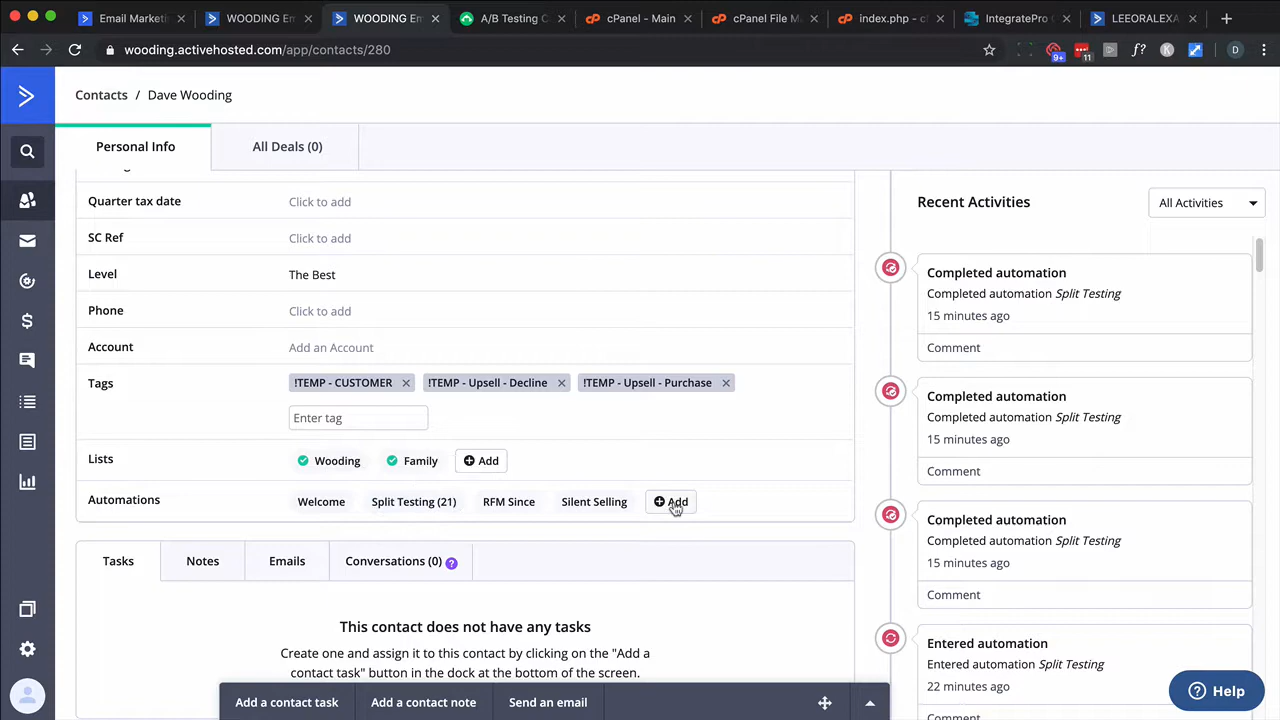 Email Marketi
WOODING Em
WOODING Em
A/B Testing C
cPanel - Main
cPanel File M
index.php - c
IntegratePro C
LEEORALEXA
wooding.activehosted.com/app/contacts/280
9+
11
f?
K
D
Contacts / Dave Wooding
Personal Info
All Deals (0)
Quarter tax date Click to add
SC Ref Click to add
Level The Best
Phone Click to add
Account Add an Account
Tags !TEMP - CUSTOMER !TEMP - Upsell - Decline !TEMP - Upsell - Purchase
Enter tag
Lists Wooding Family Add
Automations Welcome Split Testing (21) RFM Since Silent Selling Add
Tasks Notes Emails Conversations (0) ?
This contact does not have any tasks
Create one and assign it to this contact by clicking on the "Add a
contact task" button in the dock at the bottom of the screen.
Add a contact task Add a contact note Send an email
Recent Activities All Activities
Completed automation
Completed automation Split Testing
15 minutes ago
Comment
Completed automation
Completed automation Split Testing
15 minutes ago
Comment
Completed automation
Completed automation Split Testing
15 minutes ago
Comment
Entered automation
Entered automation Split Testing
22 minutes ago
Comment
? Help